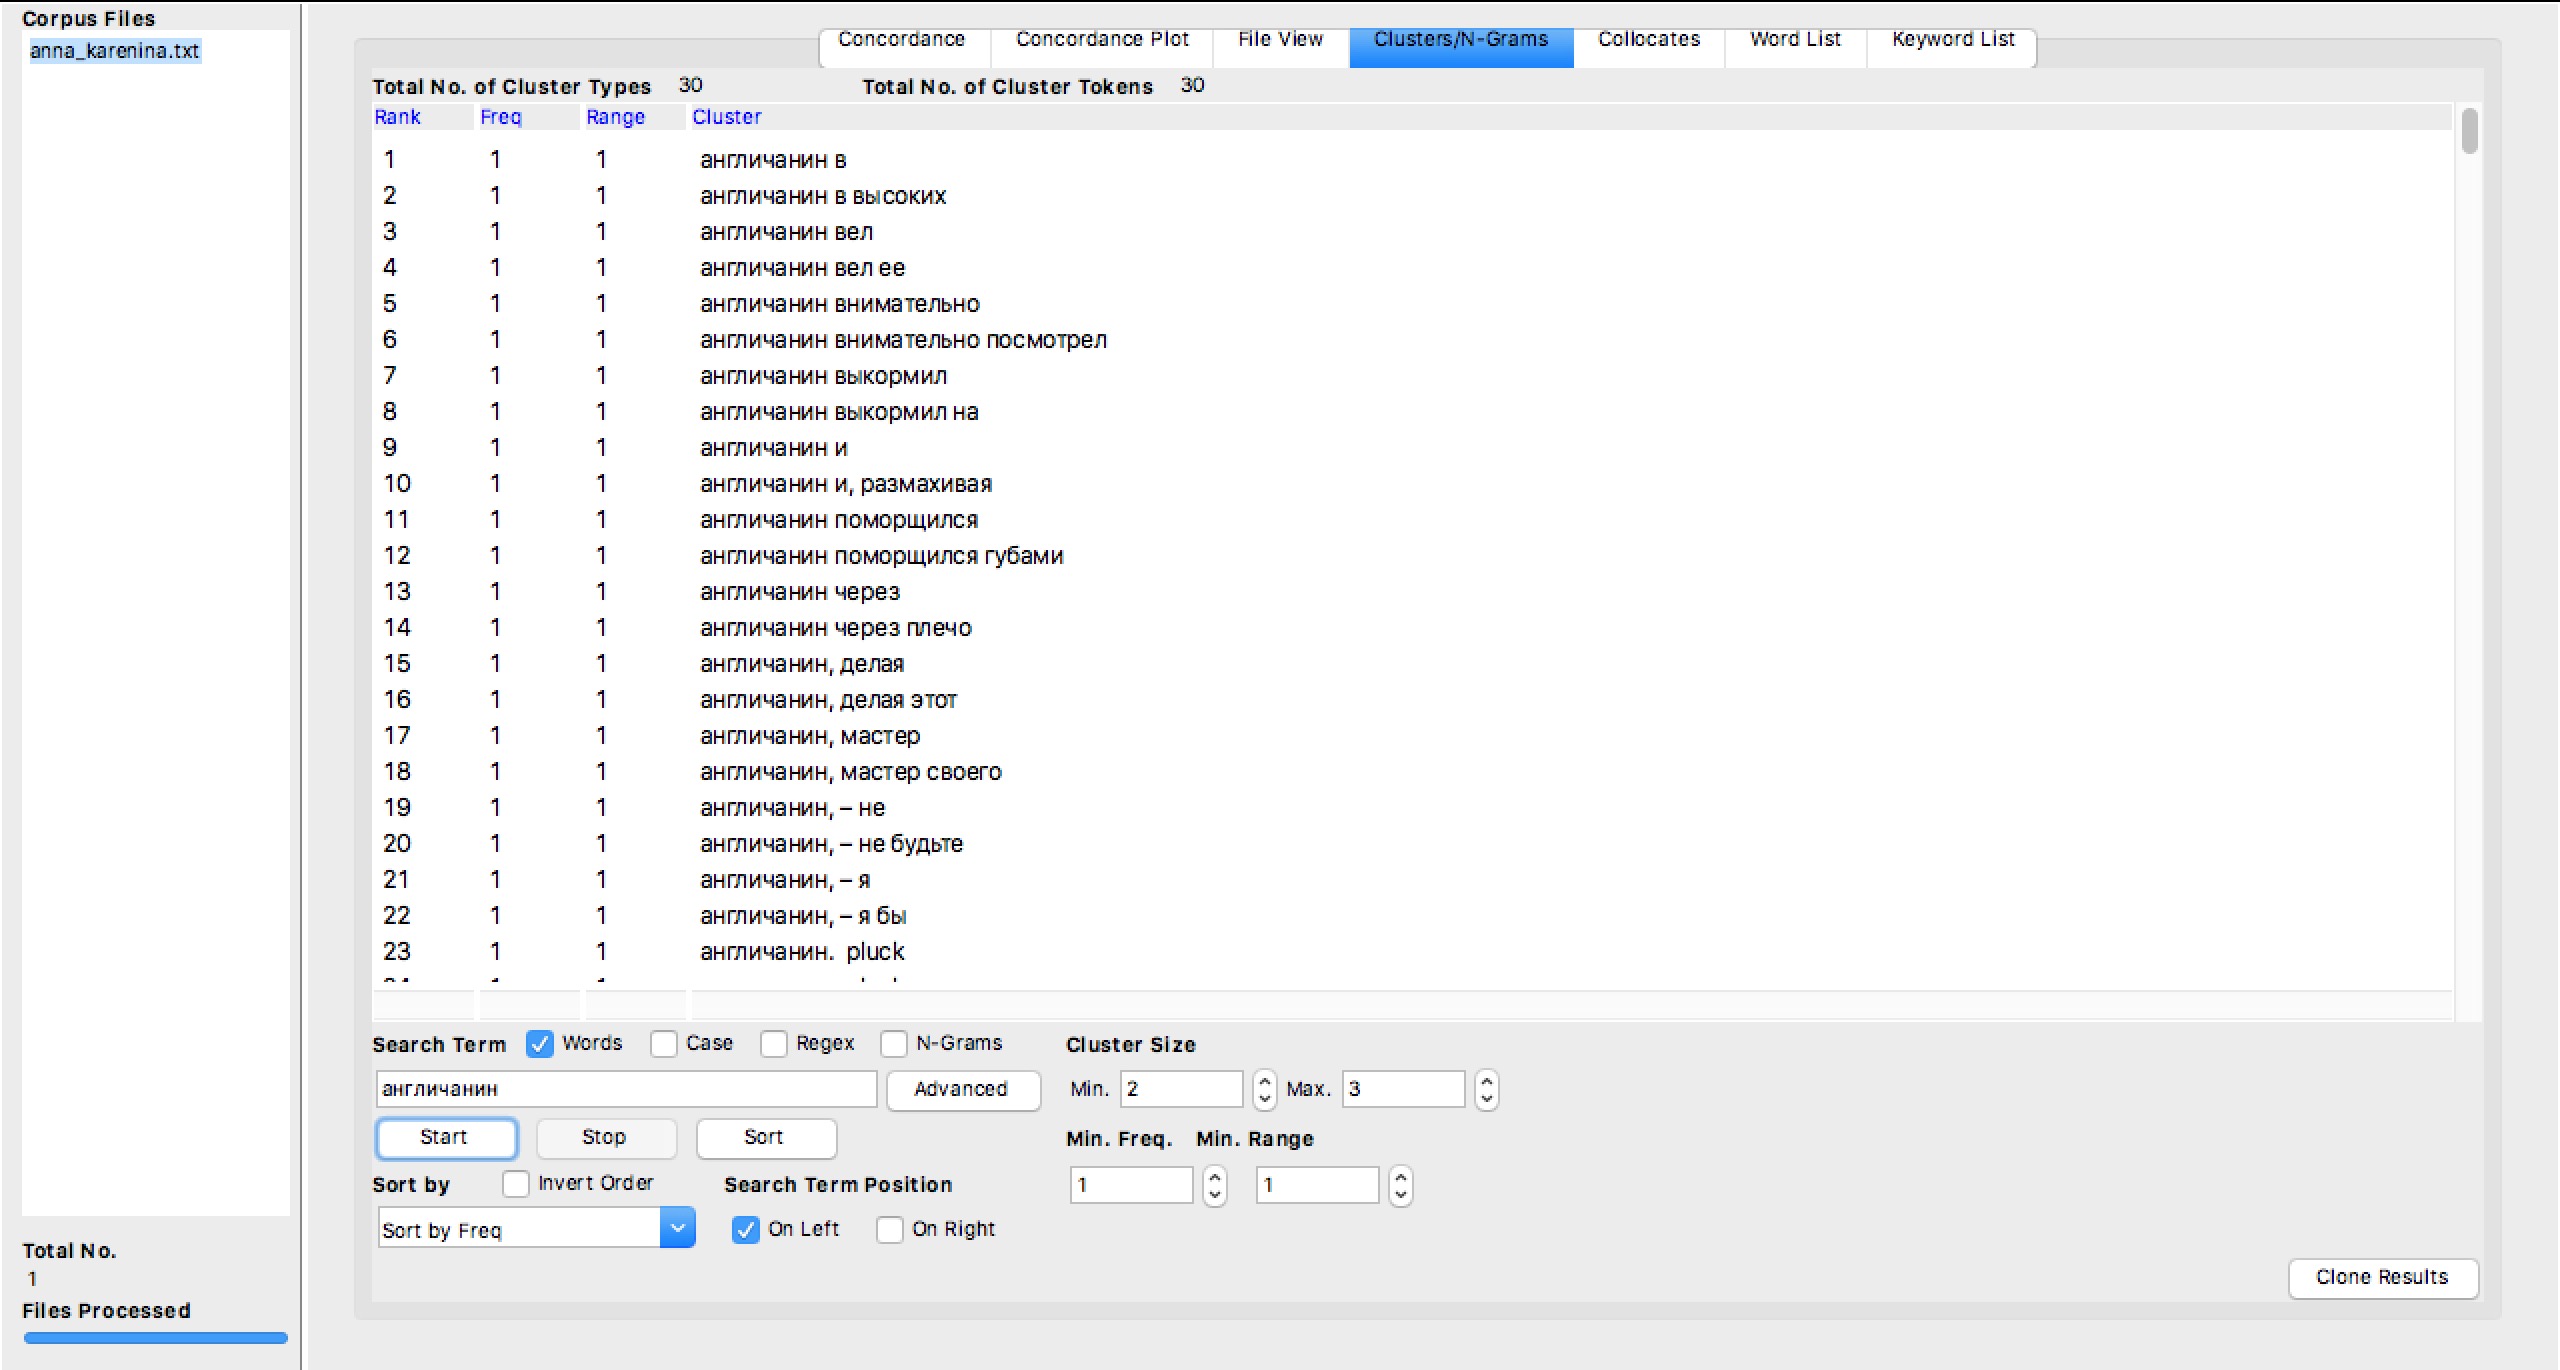 Corpus Files
anna_karenina.txt
Concordance Concordance Plot File View Clusters/N-Grams Collocates Word List Keyword List
Total No. of Cluster Types 30 Total No. of Cluster Tokens 30
Rank Freq Range Cluster
1 1 1 англичанин в
2 1 1 англичанин в высоких
3 1 1 англичанин вел
4 1 1 англичанин вел ее
5 1 1 англичанин внимательно
6 1 1 англичанин внимательно посмотрел
7 1 1 англичанин выкормил
8 1 1 англичанин выкормил на
9 1 1 англичанин и
10 1 1 англичанин и, размахивая
11 1 1 англичанин поморщился
12 1 1 англичанин поморщился губами
13 1 1 англичанин через
14 1 1 англичанин через плечо
15 1 1 англичанин, делая
16 1 1 англичанин, делая этот
17 1 1 англичанин, мастер
18 1 1 англичанин, мастер своего
19 1 1 англичанин, – не
20 1 1 англичанин, – не будьте
21 1 1 англичанин, – я
22 1 1 англичанин, – я бы
23 1 1 англичанин. pluck
Search Term Words Case Regex N-Grams Cluster Size
англичанин Advanced Min. 2 Max. 3
Start Stop Sort Min. Freq. Min. Range
1 1
Sort by Invert Order Search Term Position
Sort by Freq On Left On Right
Total No.
1
Files Processed
Clone Results